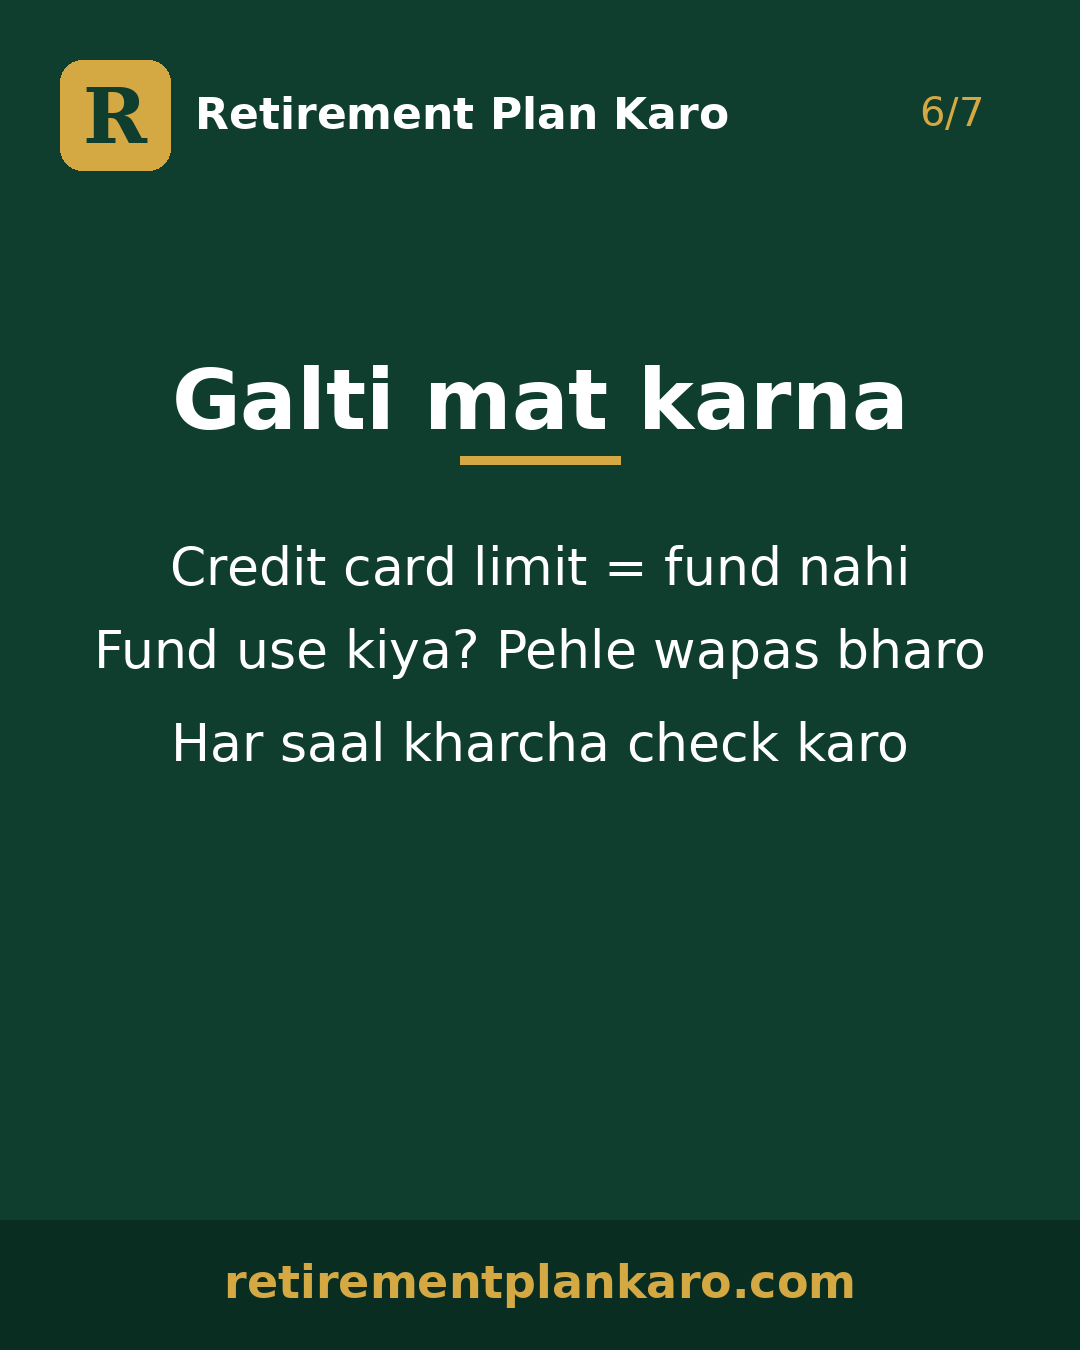 R
Retirement Plan Karo
6/7
Galti mat karna
Credit card limit = fund nahi
Fund use kiya? Pehle wapas bharo
Har saal kharcha check karo
retirementplankaro.com